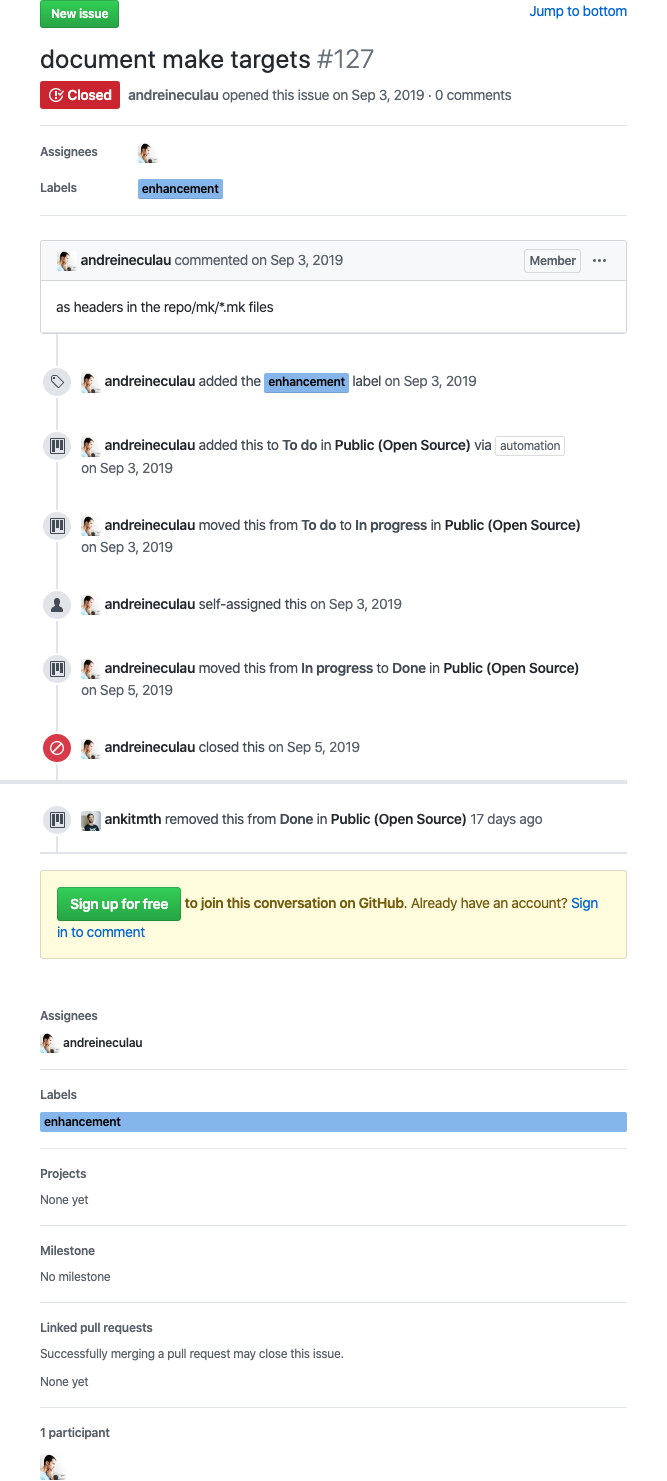 New issue
Jump to bottom
document make targets #127
Closed andreineculau opened this issue on Sep 3, 2019 · 0 comments
Assignees
Labels enhancement
andreineculau commented on Sep 3, 2019 Member ...
as headers in the repo/mk/*.mk files
andreineculau added the enhancement label on Sep 3, 2019
andreineculau added this to To do in Public (Open Source) via automation
on Sep 3, 2019
andreineculau moved this from To do to In progress in Public (Open Source)
on Sep 3, 2019
andreineculau self-assigned this on Sep 3, 2019
andreineculau moved this from In progress to Done in Public (Open Source)
on Sep 5, 2019
andreineculau closed this on Sep 5, 2019
ankitmth removed this from Done in Public (Open Source) 17 days ago
Sign up for free to join this conversation on GitHub. Already have an account? Sign
in to comment
Assignees
andreineculau
Labels
enhancement
Projects
None yet
Milestone
No milestone
Linked pull requests
Successfully merging a pull request may close this issue.
None yet
1 participant